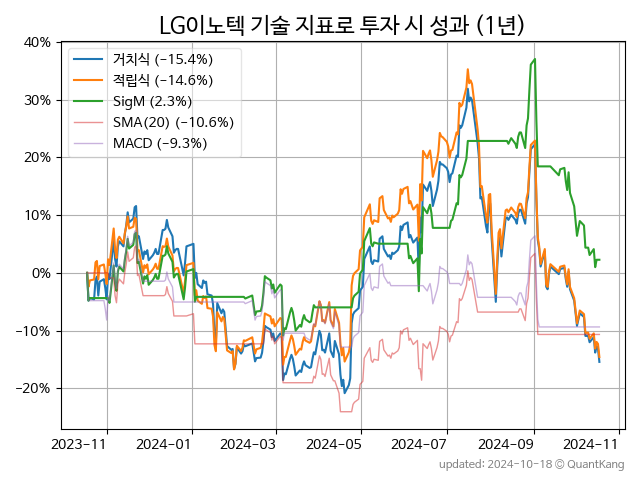 LG이노텍 기술 지표로 투자 시 성과 (1년)
40%
30%
20%
10%
0%
−10%
−20%
거치식 (−15.4%)
적립식 (−14.6%)
SigM (2.3%)
SMA(20) (−10.6%)
MACD (−9.3%)
2023-11 2024-01 2024-03 2024-05 2024-07 2024-09 2024-11
updated: 2024-10-18 © QuantKang